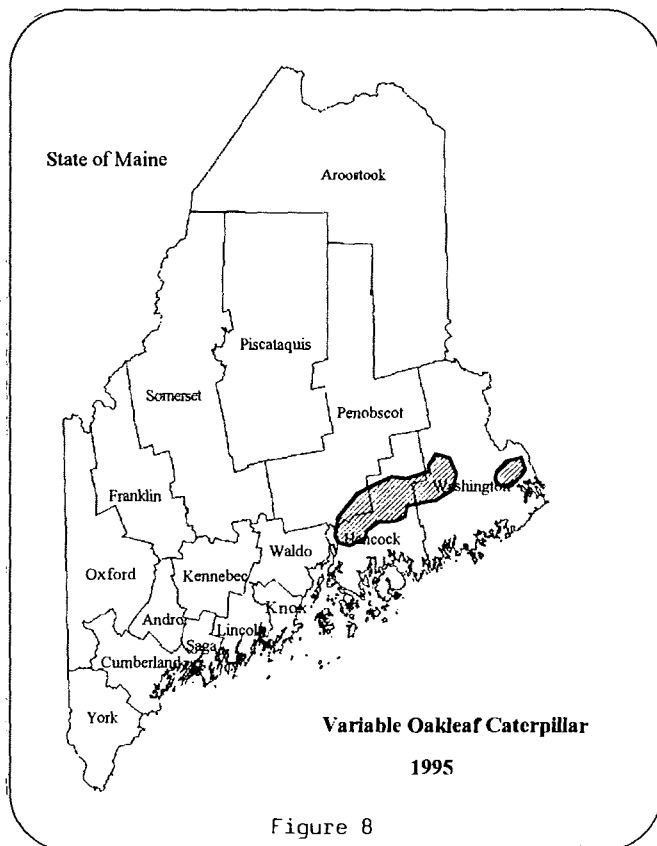 State of Maine
Aroostook
Piscataquis
Somerset
Penobscot
Franklin
Washington
Hancock
Waldo
Oxford
Kennebec
Knox
Andro
Lincoln
Saga
Cumberland
York
Variable Oakleaf Caterpillar
1995
Figure 8